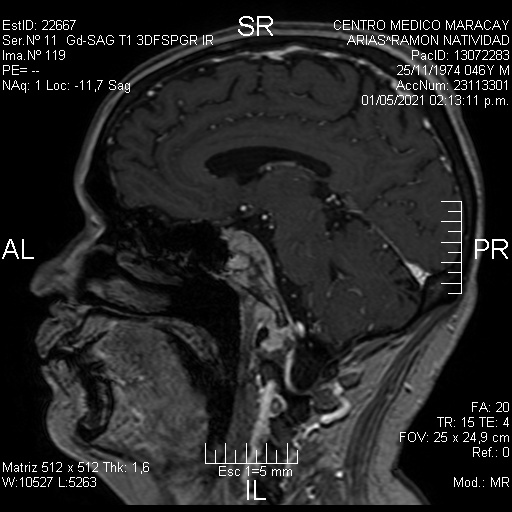 EstID: 22667
Ser.Nº 11 Gd-SAG T1 3DFSPGR IR
Ima.Nº 119
PE= --
NAq: 1 Loc: -11,7 Sag
SR
CENTRO MEDICO MARACAY
ARIAS^RAMON NATIVIDAD
PacID: 13072283
25/11/1974 046Y M
AccNum: 23113301
01/05/2021 02:13:11 p.m.
AL
PR
Matriz 512 x 512 Thk: 1,6
W:10527 L:5263
Esc 1=5 mm
IL
FA: 20
TR: 15 TE: 4
FOV: 25 x 24,9 cm
Ref.: 0
Mod.: MR